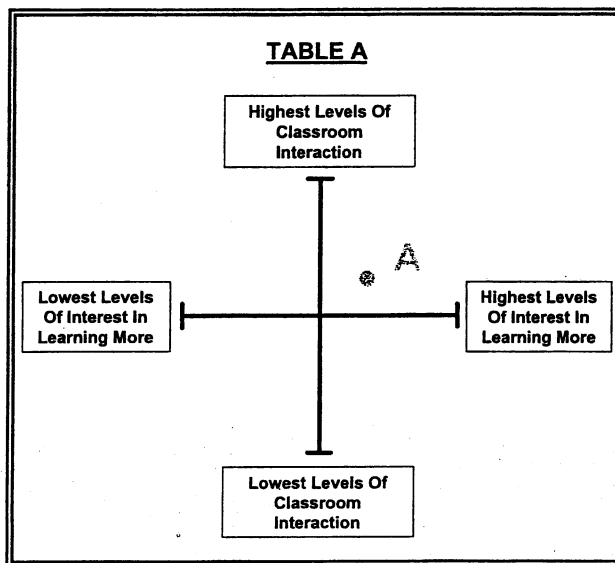 TABLE A
Highest Levels Of
Classroom
Interaction
A
Lowest Levels
Of Interest In
Learning More
Highest Levels
Of Interest In
Learning More
Lowest Levels Of
Classroom
Interaction